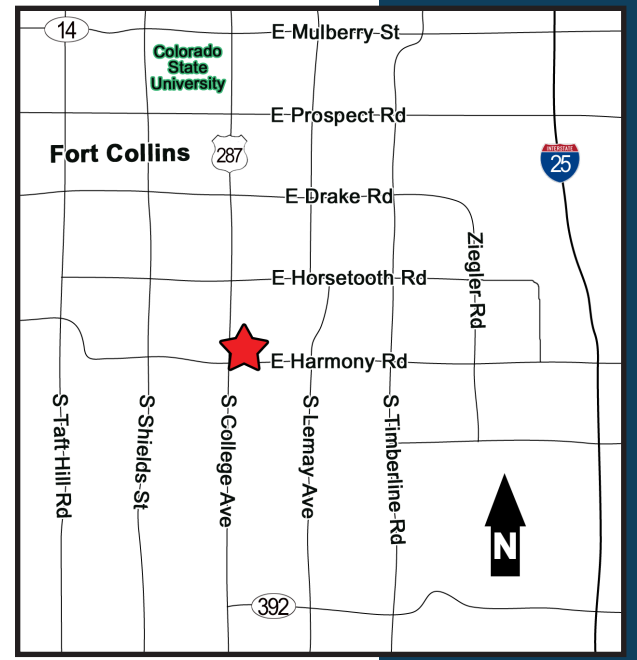 14
E Mulberry St
Colorado
State
University
E Prospect Rd
Fort Collins
287
INTERSTATE
25
E Drake Rd
Ziegler Rd
E Horsetooth Rd
E Harmony Rd
S Taft Hill Rd
S Shields St
S College Ave
S Lemay Ave
S Timberline Rd
N
392